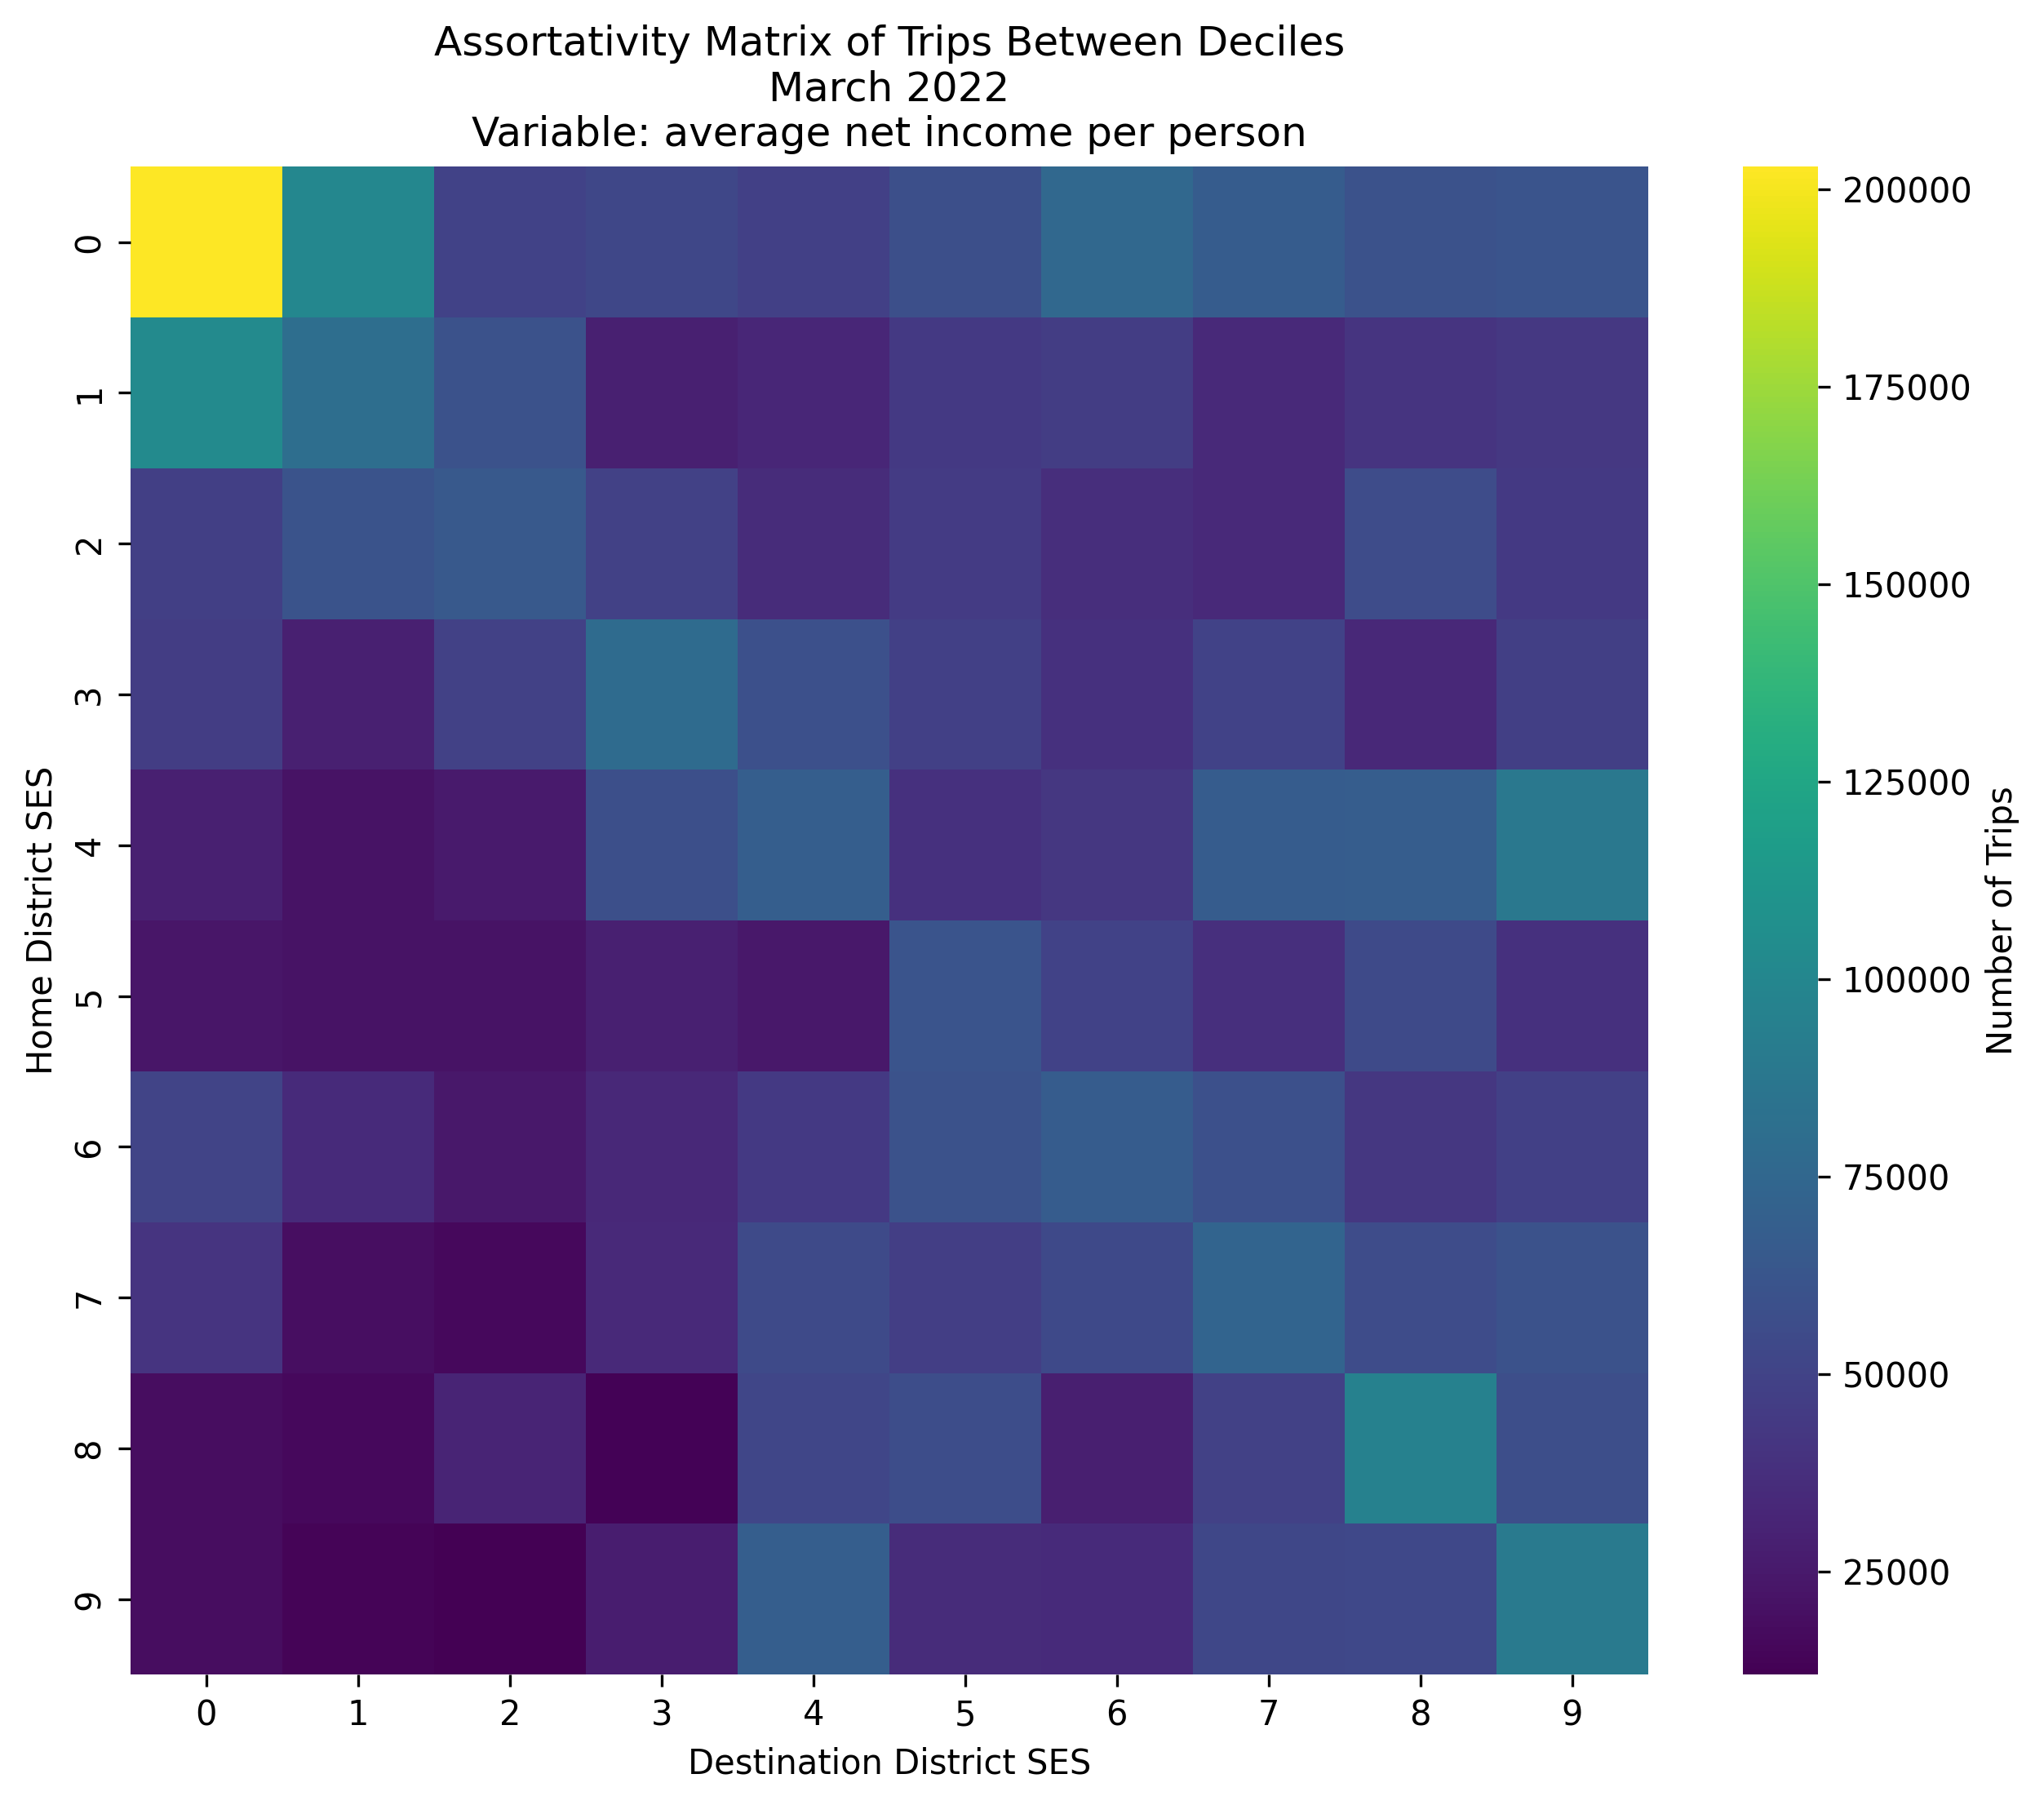 Assortativity Matrix of Trips Between Deciles
March 2022
Variable: average net income per person
Home District SES
0
1
2
3
4
5
6
7
8
9
0 1 2 3 4 5 6 7 8 9
Destination District SES
200000
175000
150000
125000
100000
75000
50000
25000
Number of Trips